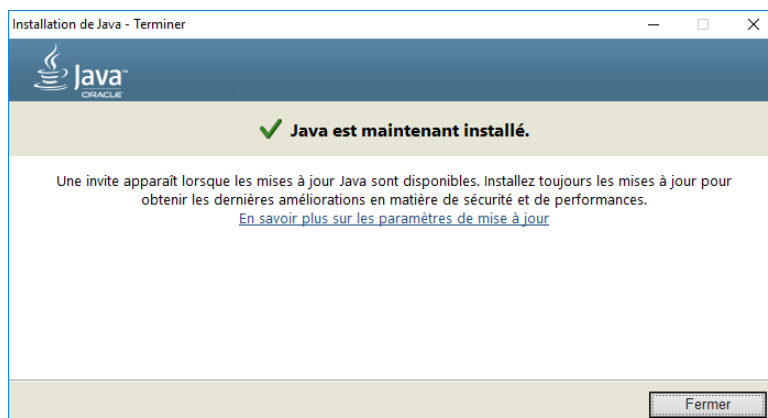 Installation de Java - Terminer
Java™
ORACLE
Java est maintenant installé.
Une invite apparaît lorsque les mises à jour Java sont disponibles. Installez toujours les mises à jour pour
obtenir les dernières améliorations en matière de sécurité et de performances.
En savoir plus sur les paramètres de mise à jour
Fermer